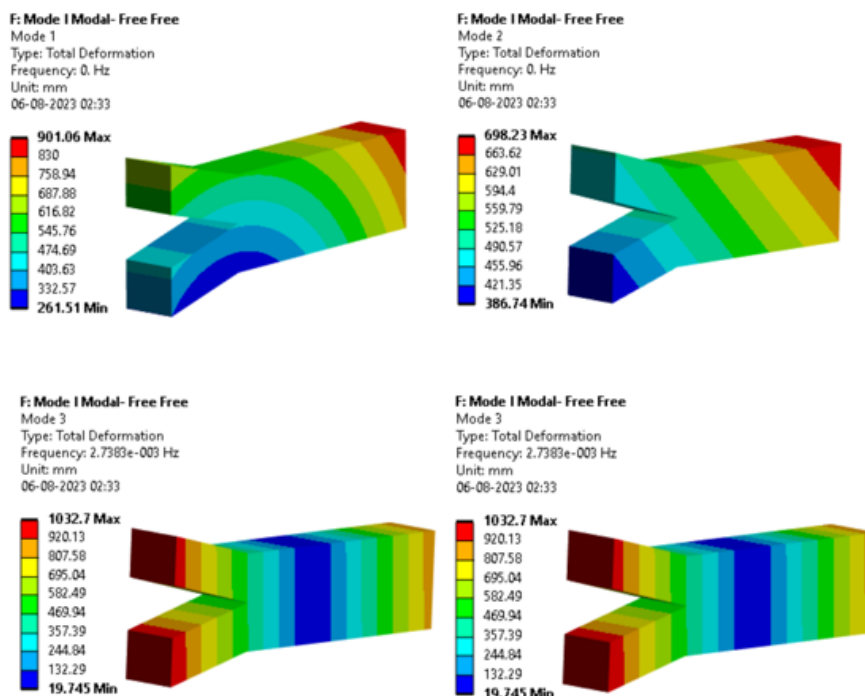 F: Mode I Modal- Free Free
Mode 1
Type: Total Deformation
Frequency: 0. Hz
Unit: mm
06-08-2023 02:33
901.06 Max
830
758.94
687.88
616.82
545.76
474.69
403.63
332.57
261.51 Min
F: Mode I Modal- Free Free
Mode 2
Type: Total Deformation
Frequency: 0. Hz
Unit: mm
06-08-2023 02:33
698.23 Max
663.62
629.01
594.4
559.79
525.18
490.57
455.96
421.35
386.74 Min
F: Mode I Modal- Free Free
Mode 3
Type: Total Deformation
Frequency: 2.7383e-003 Hz
Unit: mm
06-08-2023 02:33
1032.7 Max
920.13
807.58
695.04
582.49
469.94
357.39
244.84
132.29
19.745 Min
F: Mode I Modal- Free Free
Mode 3
Type: Total Deformation
Frequency: 2.7383e-003 Hz
Unit: mm
06-08-2023 02:33
1032.7 Max
920.13
807.58
695.04
582.49
469.94
357.39
244.84
132.29
19.745 Min